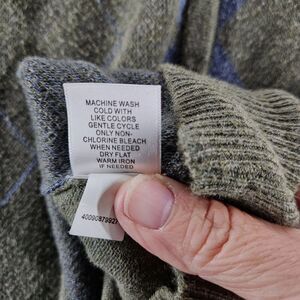 MACHINE WASH
COLD WITH
LIKE COLORS
GENTLE CYCLE
ONLY NON-
CHLORINE BLEACH
WHEN NEEDED
DRY FLAT
WARM IRON
IF NEEDED